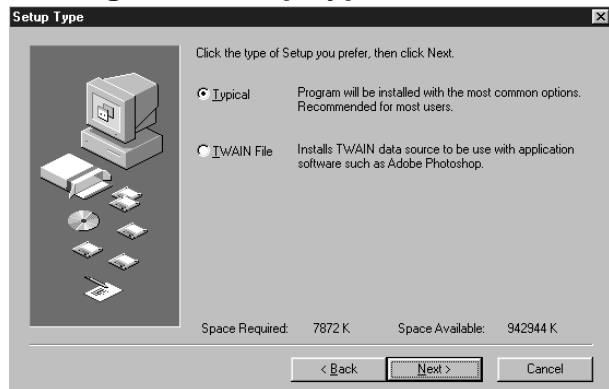 Setup Type
Click the type of Setup you prefer, then click Next.
Typical
Program will be installed with the most common options.
Recommended for most users.
TWAIN File
Installs TWAIN data source to be use with application
software such as Adobe Photoshop.
Space Required: 7872 K Space Available: 942944 K
< Back Next > Cancel